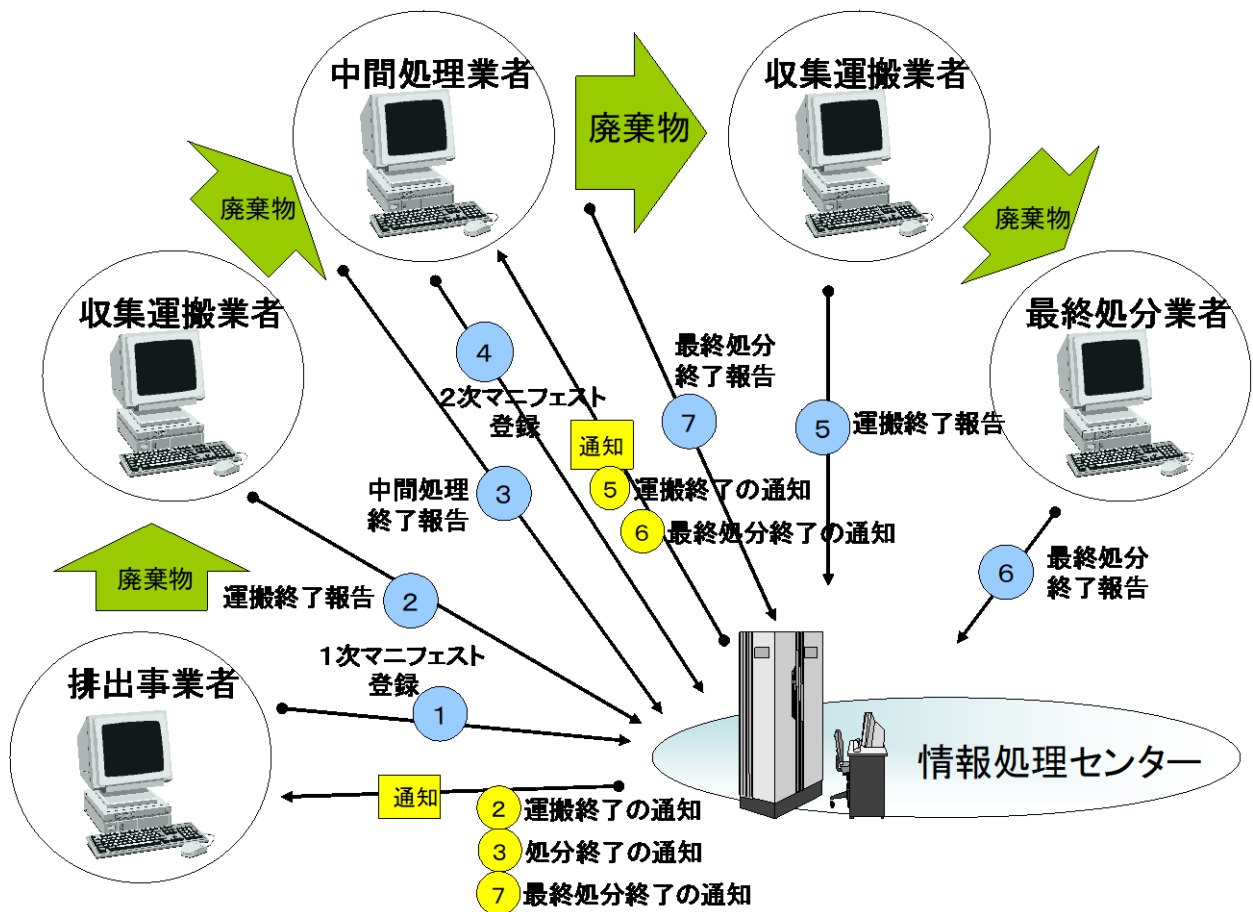 中間処理業者
収集運搬業者
廃棄物
廃棄物
廃棄物
収集運搬業者
最終処分業者
4
2次マニフェスト
登録
最終処分
終了報告
7
5
運搬終了報告
通知
5
運搬終了の通知
6
最終処分終了の通知
中間処理
終了報告
3
6
最終処分
終了報告
廃棄物
運搬終了報告
2
1次マニフェスト
登録
1
排出事業者
情報処理センター
通知
2
運搬終了の通知
3
処分終了の通知
7
最終処分終了の通知